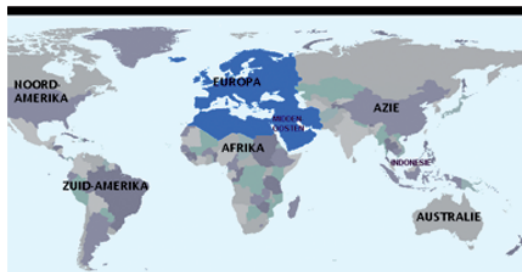 NOORD-
AMERIKA
EUROPA
AZIE
MIDDEN
OOSTEN
AFRIKA
INDONESIE
ZUID-AMERIKA
AUSTRALIE